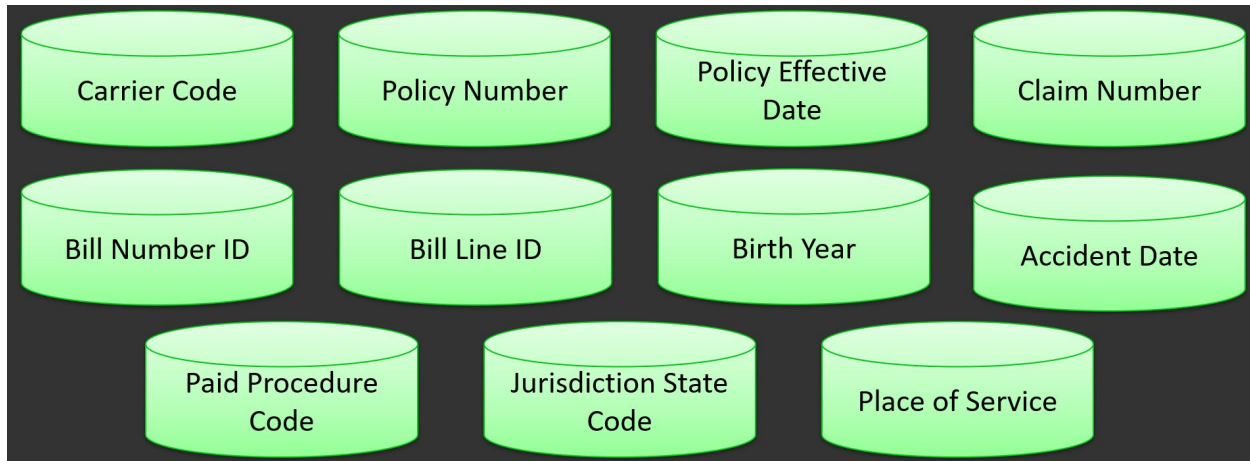 Carrier Code
Policy Number
Policy Effective
Date
Claim Number
Bill Number ID
Bill Line ID
Birth Year
Accident Date
Paid Procedure
Code
Jurisdiction State
Code
Place of Service